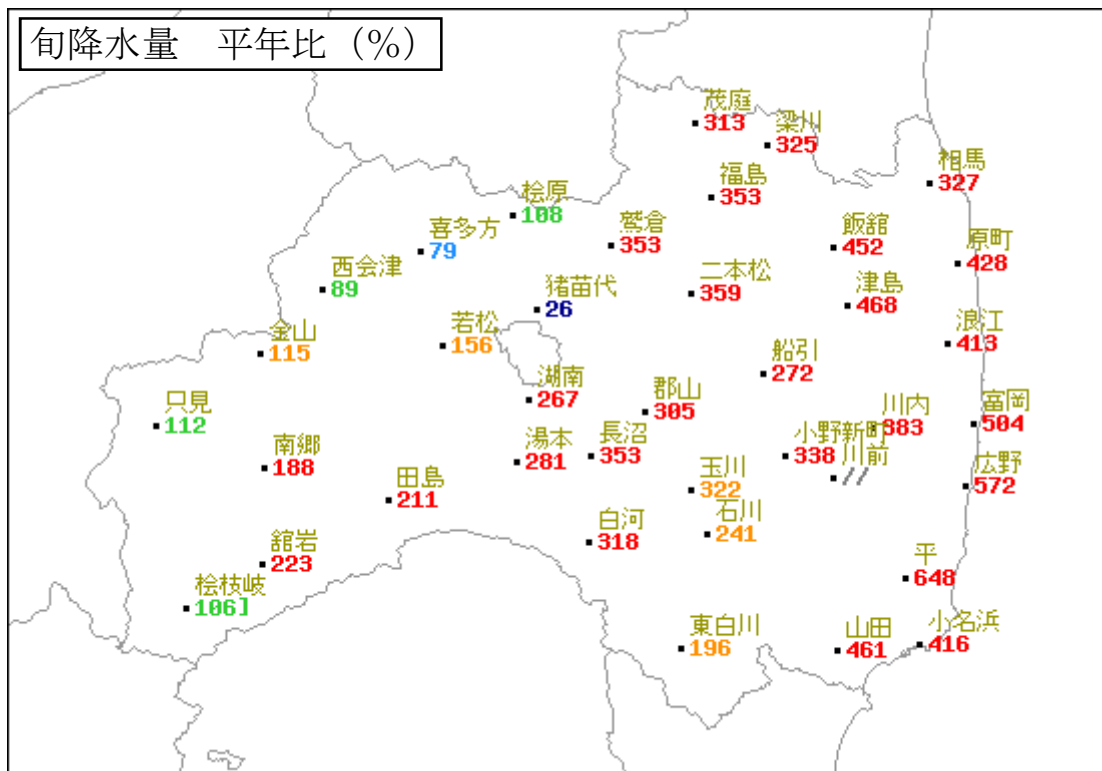 旬降水量 平年比（%）
茂庭
313
梁川
325
相馬
327
福島
353
桧原
108
喜多方
79
鷲倉
353
飯舘
452
原町
428
西会津
89
猪苗代
26
二本松
359
津島
468
金山
115
若松
156
浪江
413
船引
272
湖南
267
郡山
305
只見
112
川内
383
富岡
504
南郷
188
湯本
281
長沼
353
小野新町
338
川前
//
田島
211
玉川
322
広野
572
石川
241
白河
318
舘岩
223
平
648
桧枝岐
106]
東白川
196
山田
461
小名浜
416